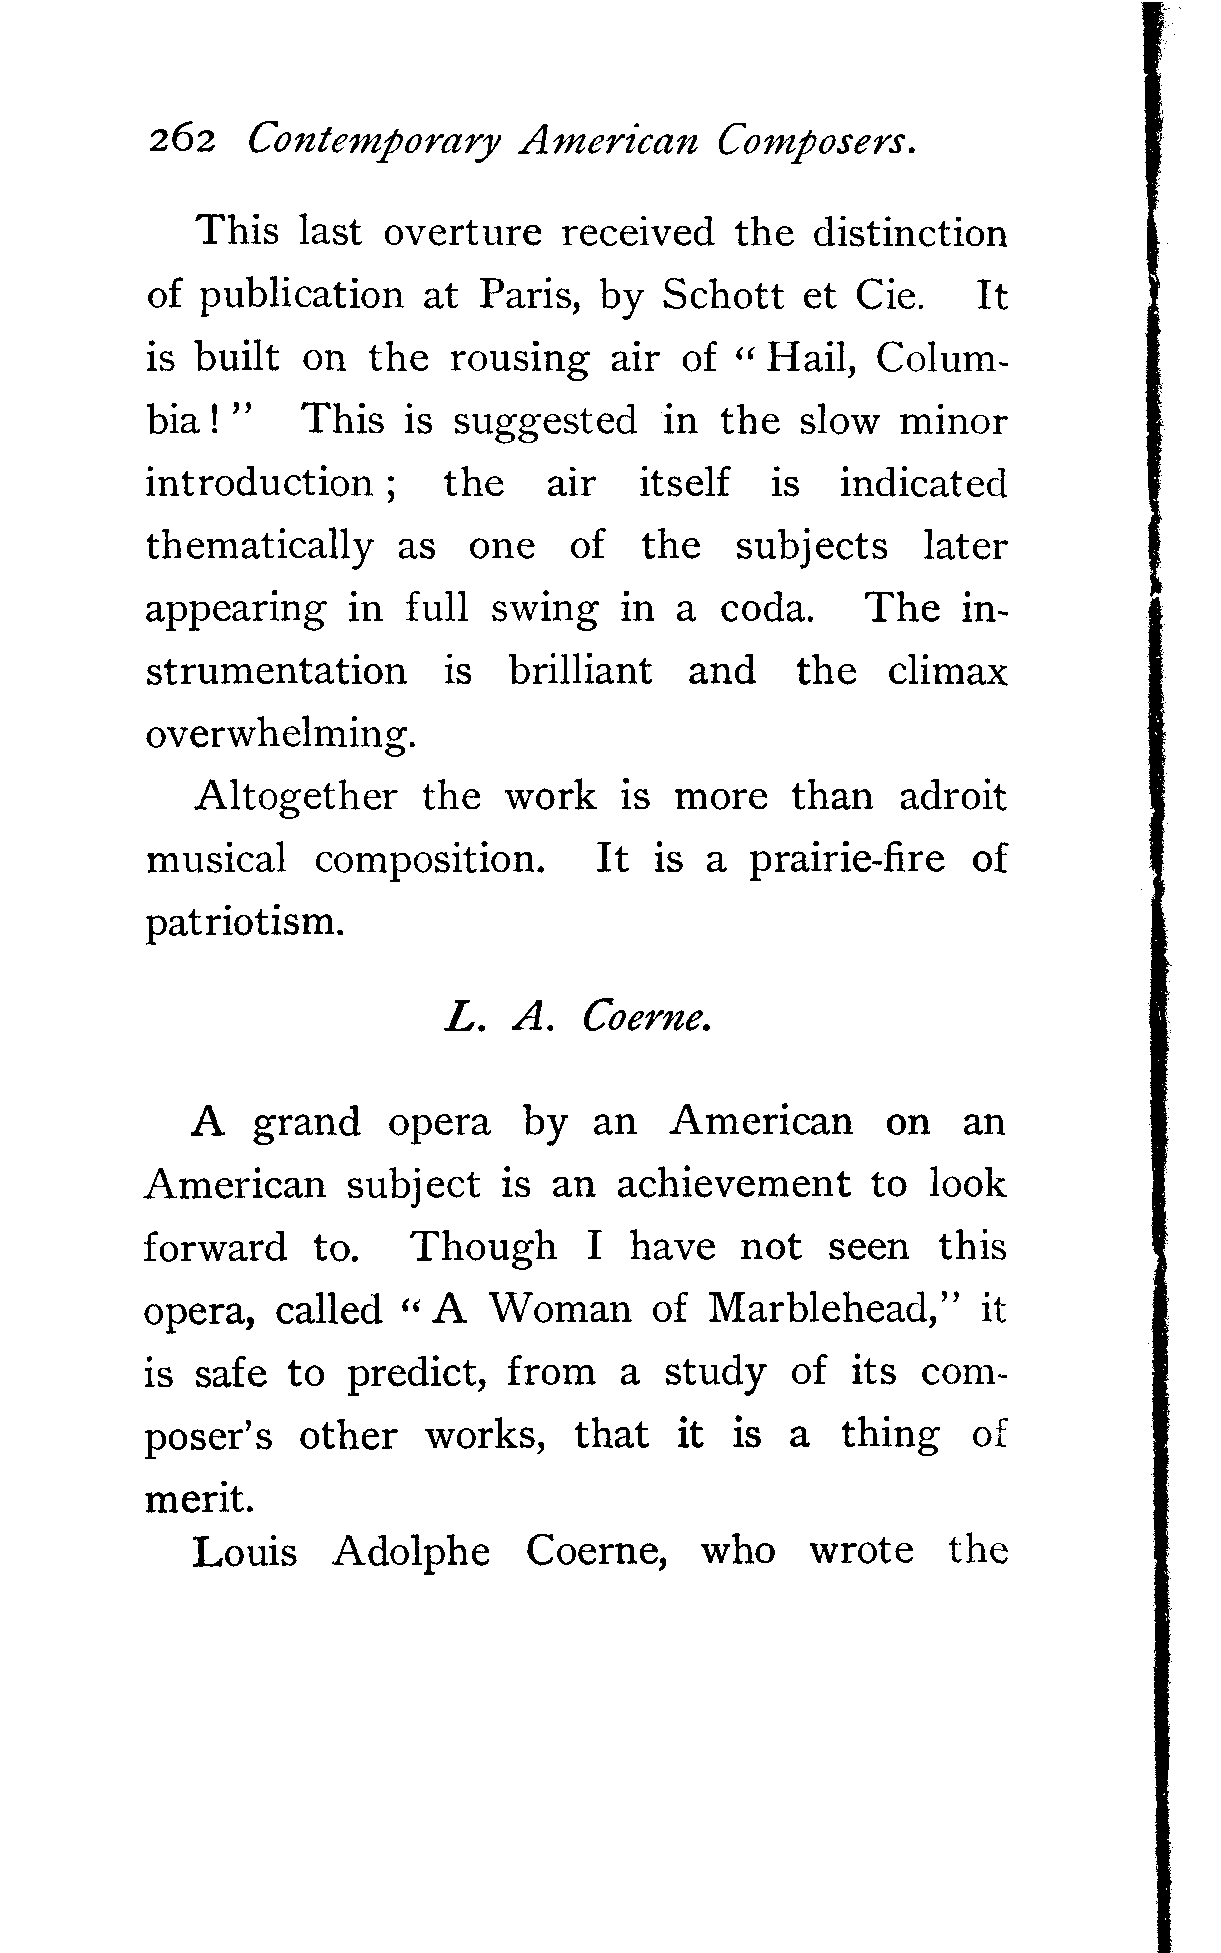 262 Contemporary American Composers.
This last overture received the distinction
of publication at Paris, by Schott et Cie. It
is built on the rousing air of “Hail, Colum-
bia!” This is suggested in the slow minor
introduction; the air itself is indicated
thematically as one of the subjects later
appearing in full swing in a coda. The in-
strumentation is brilliant and the climax
overwhelming.
Altogether the work is more than adroit
musical composition. It is a prairie-fire of
patriotism.
L. A. Coerne.
A grand opera by an American on an
American subject is an achievement to look
forward to. Though I have not seen this
opera, called “A Woman of Marblehead,” it
is safe to predict, from a study of its com-
poser's other works, that it is a thing of
merit.
Louis Adolphe Coerne, who wrote the